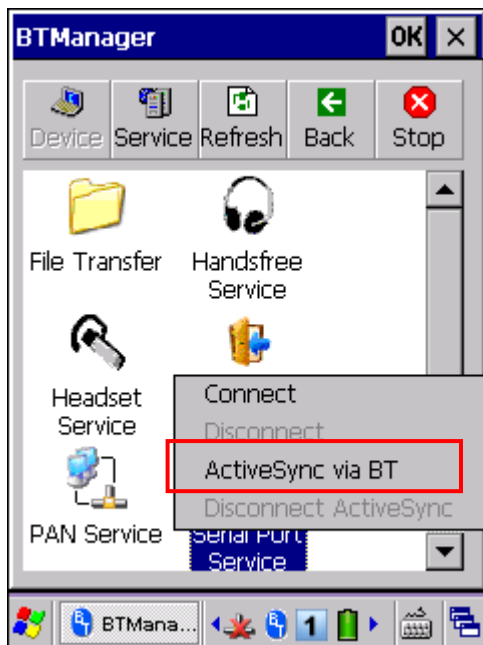 BTManager OK
Device Service Refresh Back Stop
File Transfer
Handsfree
Service
Headset
Service
Connect
Disconnect
ActiveSync via BT
Disconnect ActiveSync
PAN Service
Serial Port
Service
BTMana... 1